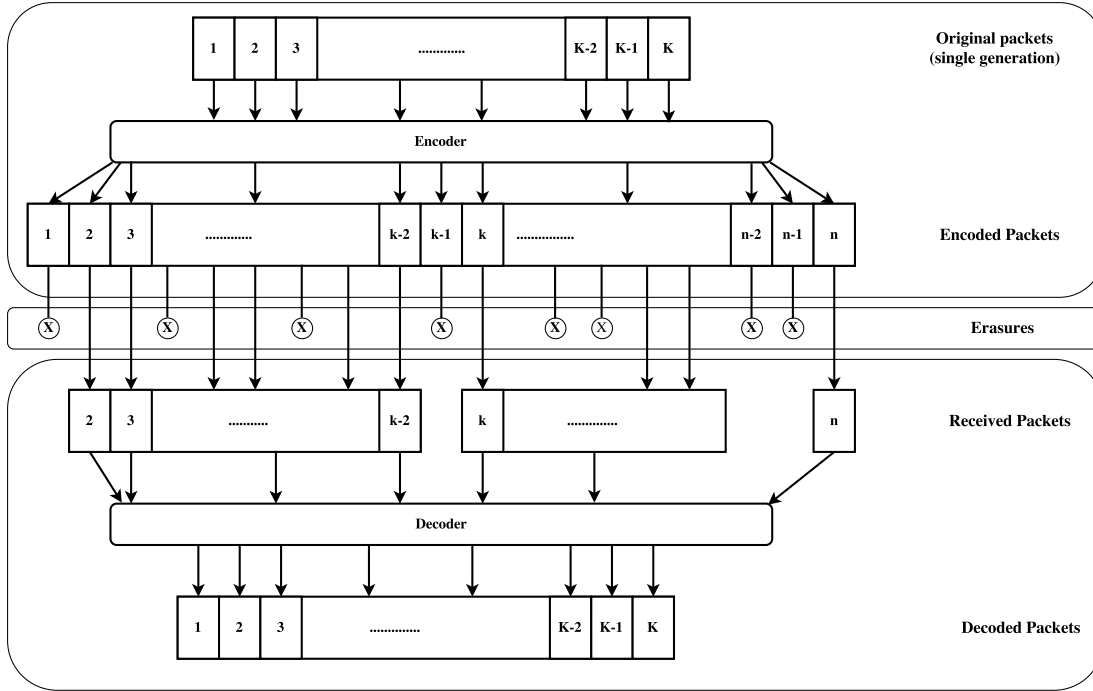 1 2 3 ............. K-2 K-1 K
Original packets
(single generation)
Encoder
1 2 3 ............. k-2 k-1 k ................ n-2 n-1 n
Encoded Packets
X X X X X X X X
Erasures
2 3 ........... k-2 k .............. n
Received Packets
Decoder
1 2 3 .............. K-2 K-1 K
Decoded Packets